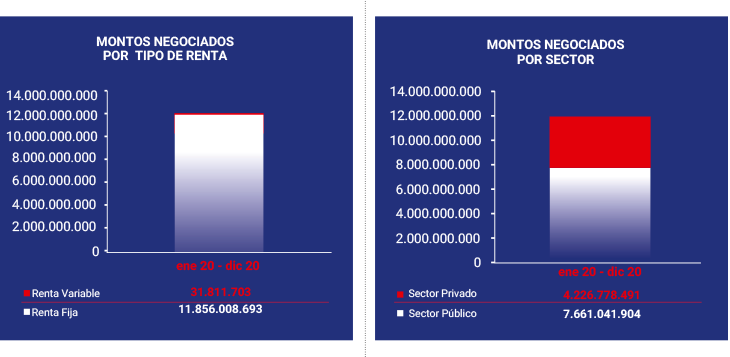 MONTOS NEGOCIADOS
POR TIPO DE RENTA
14.000.000.000
12.000.000.000
10.000.000.000
8.000.000.000
6.000.000.000
4.000.000.000
2.000.000.000
0
ene 20 - dic 20
Renta Variable 31.811.703
Renta Fija 11.856.008.693
MONTOS NEGOCIADOS
POR SECTOR
14.000.000.000
12.000.000.000
10.000.000.000
8.000.000.000
6.000.000.000
4.000.000.000
2.000.000.000
0
ene 20 - dic 20
Sector Privado 4.226.778.491
Sector Público 7.661.041.904